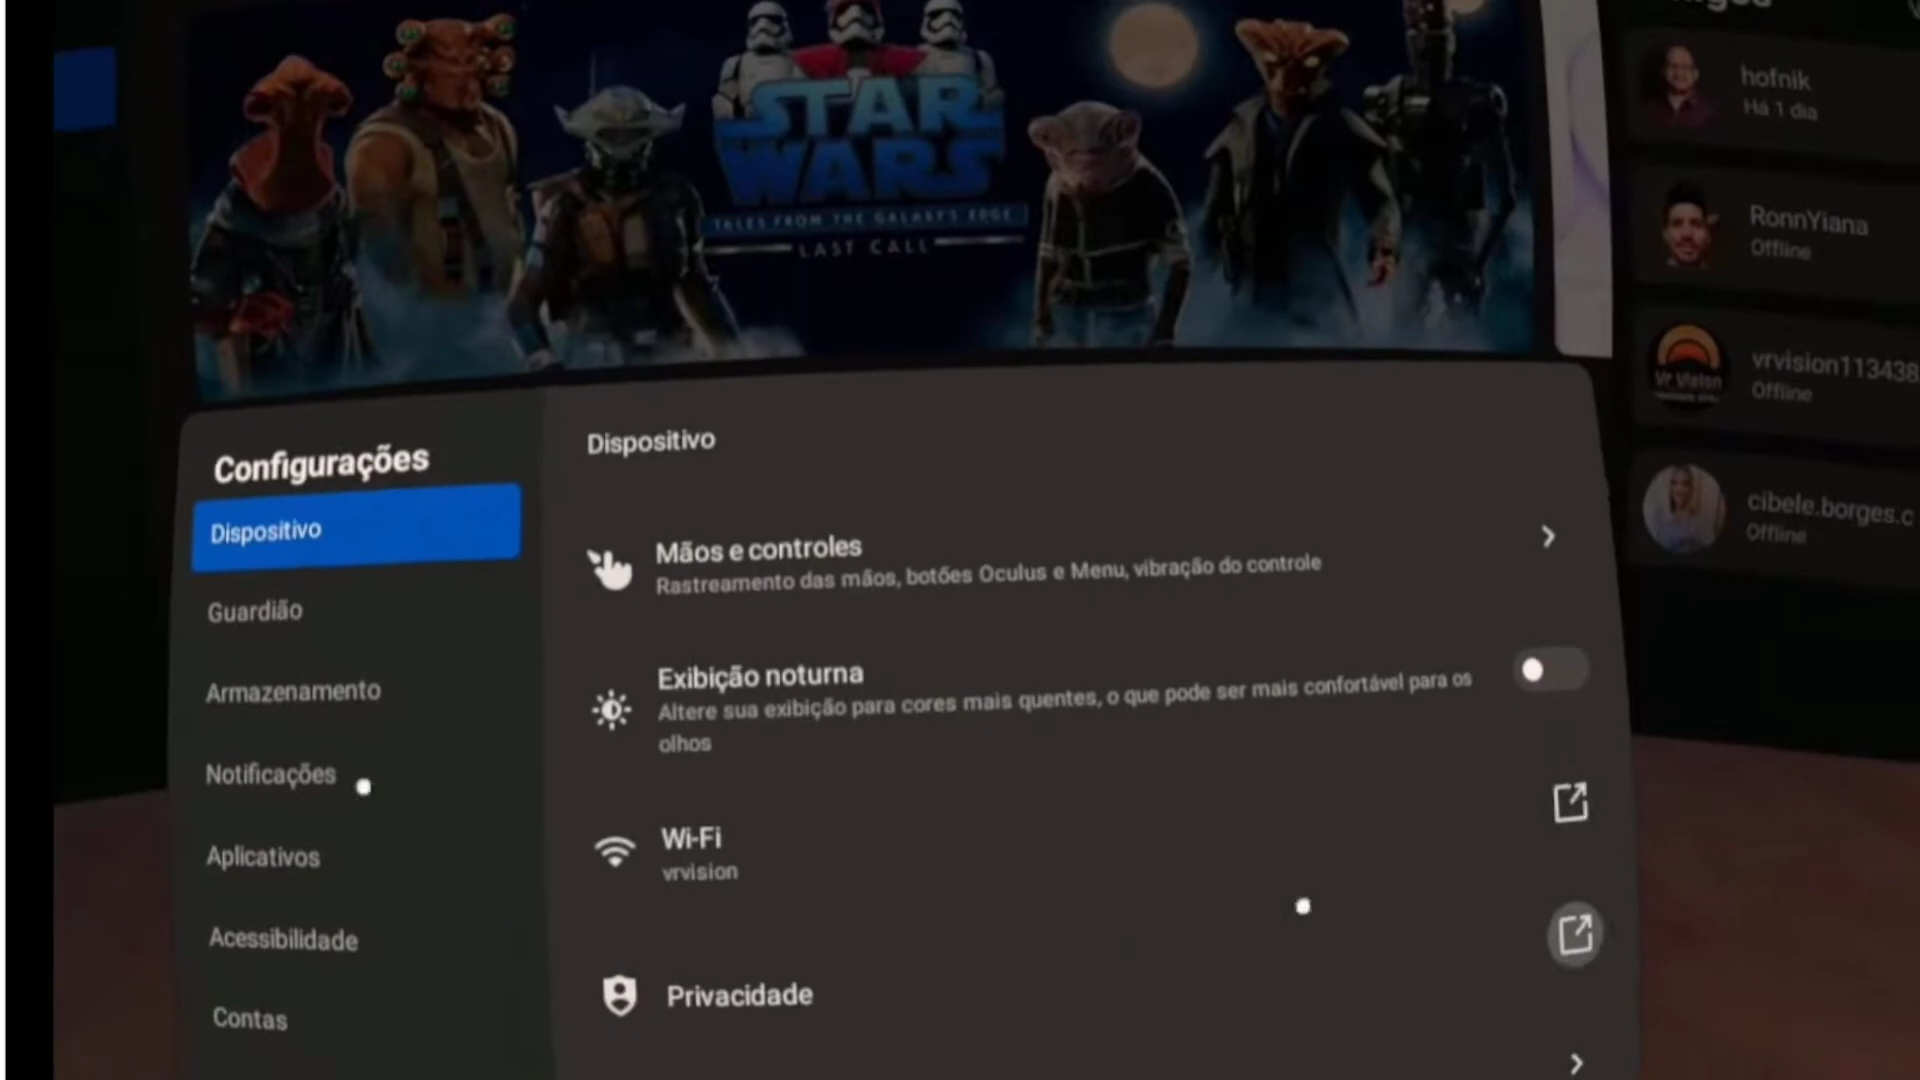 STAR
WARS
TALES FROM THE GALAXY'S EDGE
LAST CALL
hofnik
Há 1 dia
RonnYiana
Offline
vrvision113438
Offline
Vr Vision
cibele.borges.c
Offline
Configurações
Dispositivo
Guardião
Armazenamento
Notificações
Aplicativos
Acessibilidade
Contas
Dispositivo
Mãos e controles
Rastreamento das mãos, botões Oculus e Menu, vibração do controle
Exibição noturna
Altere sua exibição para cores mais quentes, o que pode ser mais confortável para os
olhos
Wi-Fi
vrvision
Privacidade